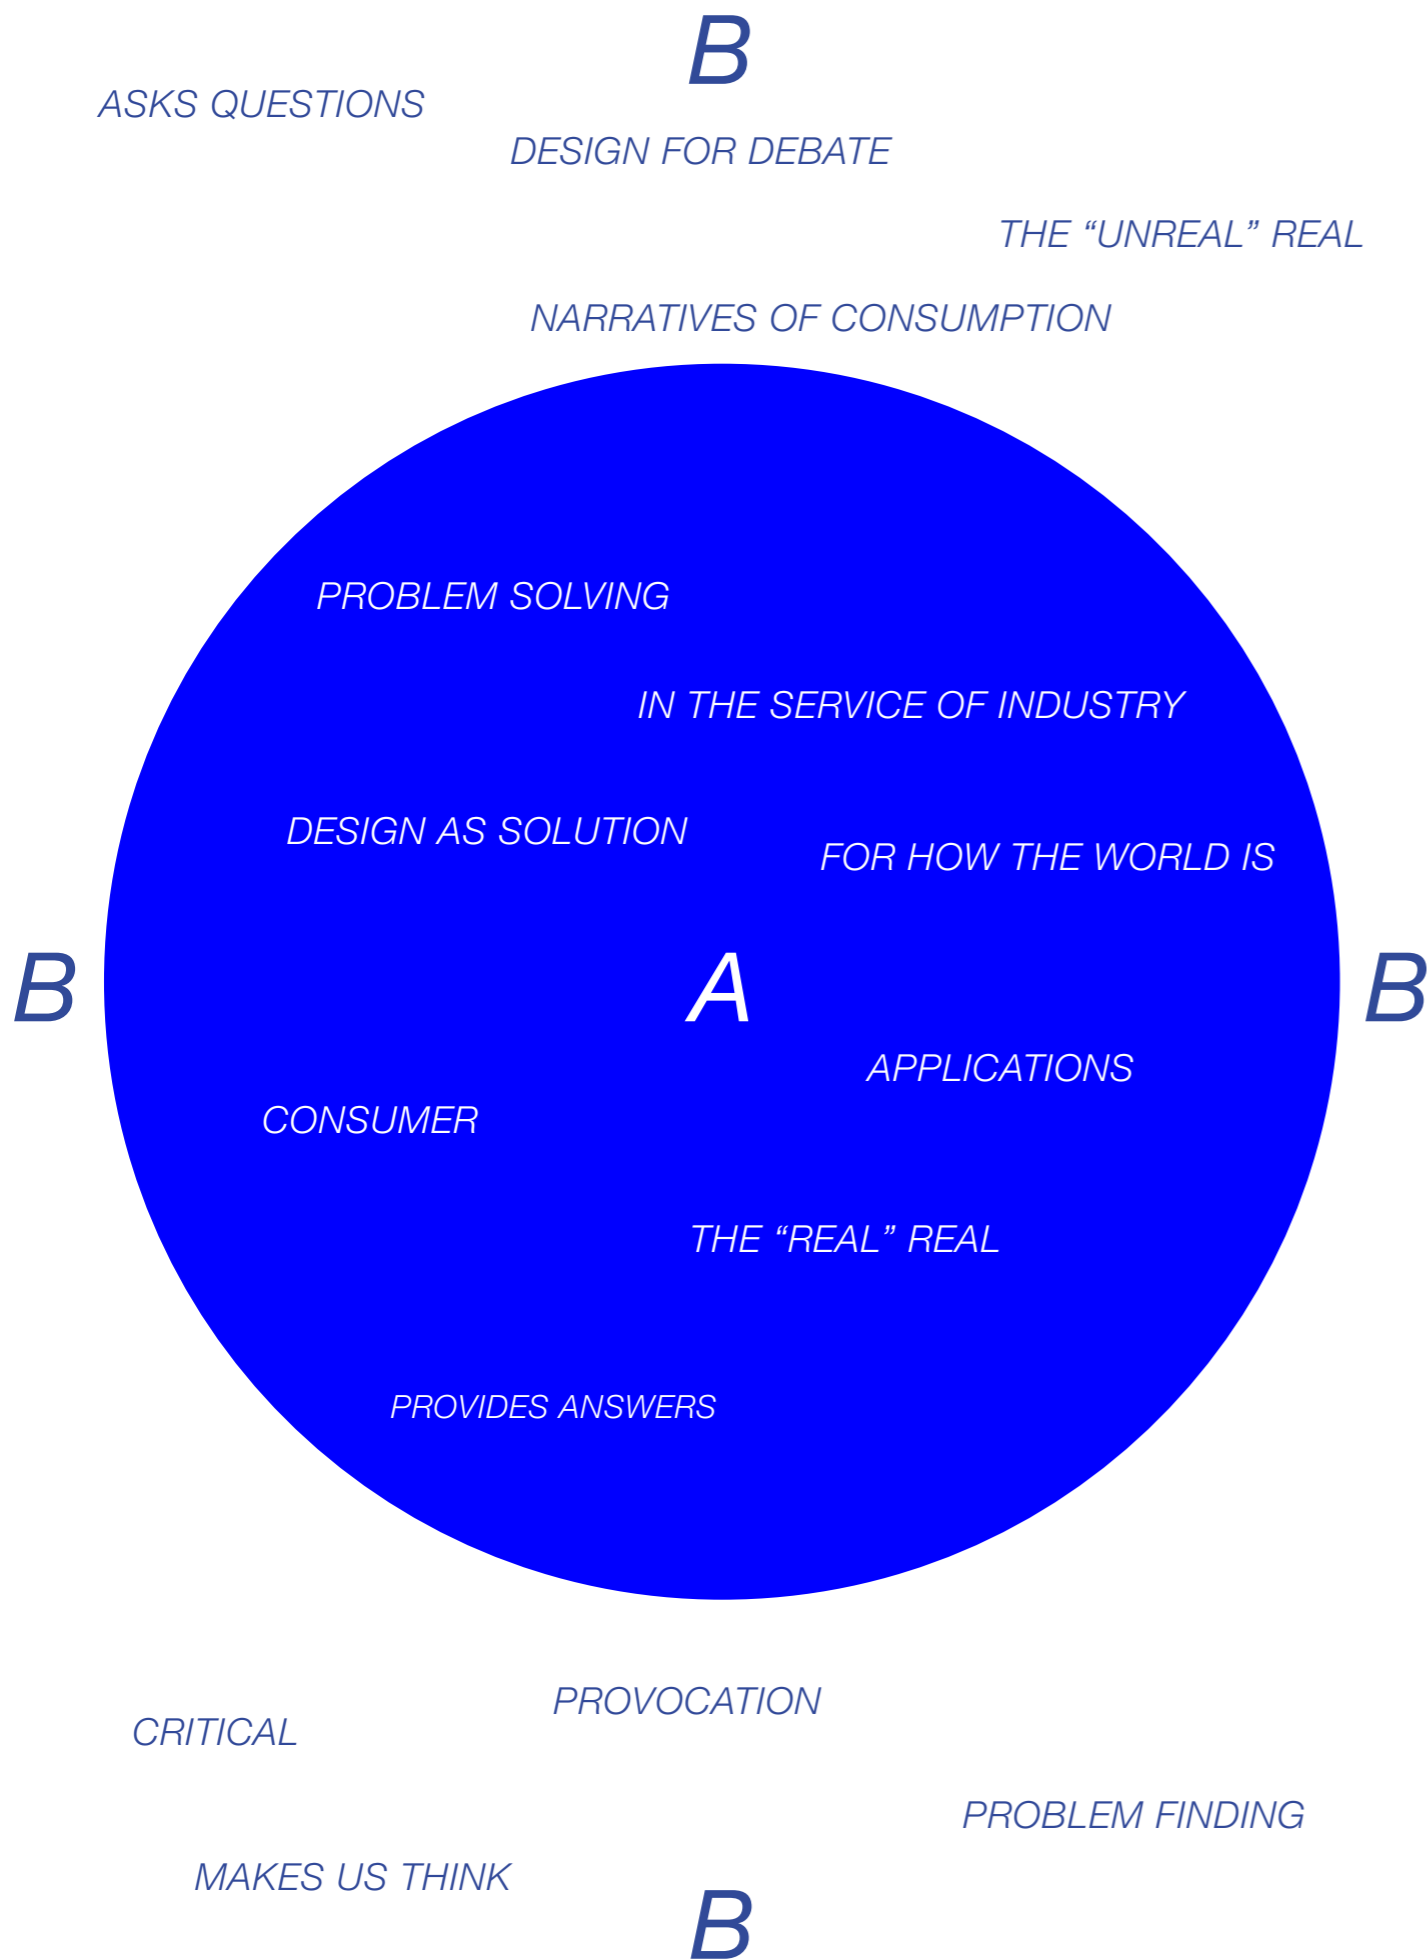 B
ASKS QUESTIONS
DESIGN FOR DEBATE
THE “UNREAL” REAL
NARRATIVES OF CONSUMPTION
PROBLEM SOLVING
IN THE SERVICE OF INDUSTRY
DESIGN AS SOLUTION
FOR HOW THE WORLD IS
B
A
B
APPLICATIONS
CONSUMER
THE “REAL” REAL
PROVIDES ANSWERS
PROVOCATION
CRITICAL
PROBLEM FINDING
MAKES US THINK
B